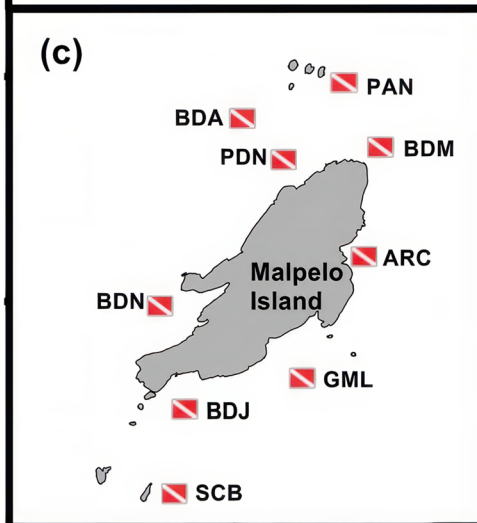 (c)
PAN
BDA
BDM
PDN
ARC
Malpelo
Island
BDN
GML
BDJ
SCB